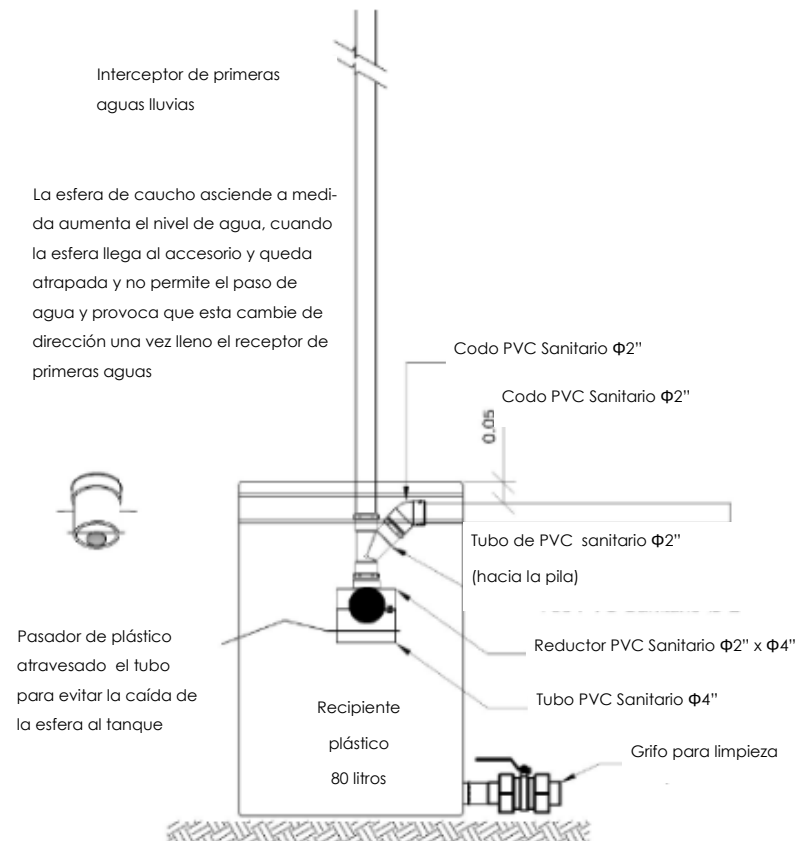 Interceptor de primeras
aguas lluvias
La esfera de caucho asciende a medi-
da aumenta el nivel de agua, cuando
la esfera llega al accesorio y queda
atrapada y no permite el paso de
agua y provoca que esta cambie de
dirección una vez lleno el receptor de
primeras aguas
Codo PVC Sanitario Φ2”
Codo PVC Sanitario Φ2”
0,05
Tubo de PVC sanitario Φ2”
(hacia la pila)
Reductor PVC Sanitario Φ2” x Φ4”
Tubo PVC Sanitario Φ4”
Pasador de plástico
atravesado el tubo
para evitar la caída de
la esfera al tanque
Recipiente
plástico
80 litros
Grifo para limpieza